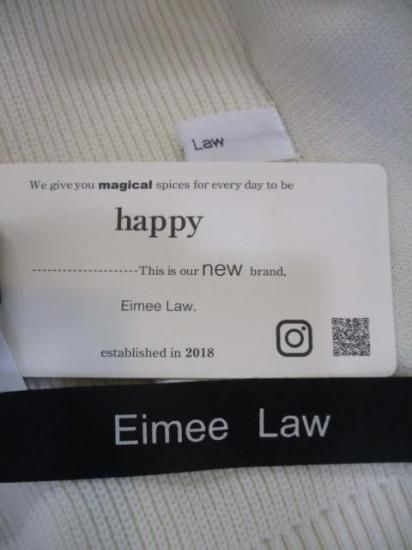 Law
We give you magical spices for every day to be
happy
----------------------This is our new brand,
Eimee Law.
established in 2018
Eimee Law